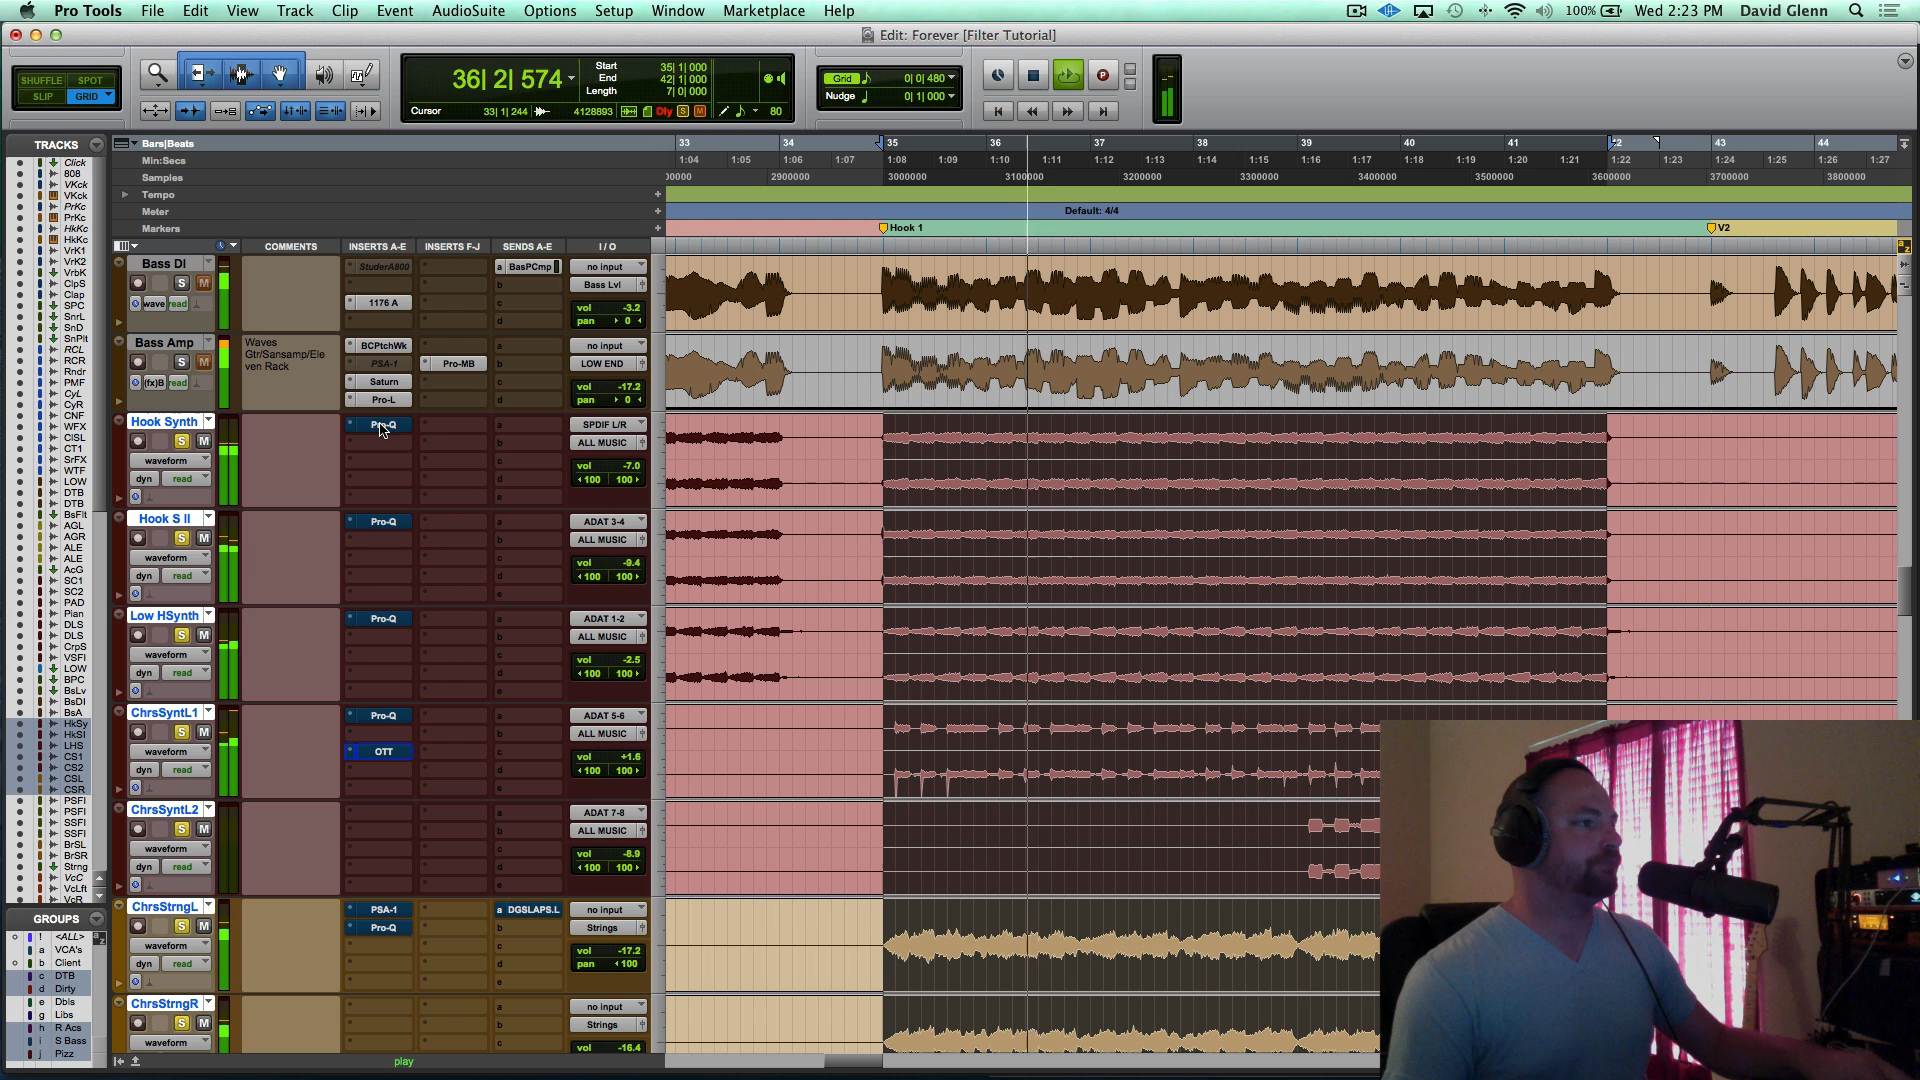 Pro Tools File Edit View Track Clip Event AudioSuite Options Setup Window Marketplace Help 100% Wed 2:23 PM David Glenn
Edit: Forever [Filter Tutorial]
SHUFFLE SPOT
SLIP GRID
36| 2| 574
Start 35| 1| 000
End 42| 1| 000
Length 7| 0| 000
Cursor 33| 1| 244 4128893 Dly S M 80
Grid 0| 0| 480
Nudge 0| 1| 000
TRACKS
Click
808
VKck
VKck
PrKc
PrKc
HkKc
HkKc
VrK1
VrK2
VrbK
ClpS
Clap
SPC
SnrL
SnD
SnPlt
RCL
RCR
Rndr
PMF
CyL
CyR
CNF
WFX
ClSL
CT1
SrFX
WTF
LOW
DTB
DTB
BsFlt
AGL
AGR
ALE
ALE
AcG
SC1
SC2
PAD
Pian
DLS
DLS
CrpS
VSFI
LOW
BPC
BsLv
BsDI
BsA
HkSy
HkSI
LHS
CS1
CS2
CSL
CSR
PSFI
PSFI
SSFI
SSFI
BrSL
BrSR
Strng
VcC
VcLft
VcR
GROUPS
! <ALL>
a VCA's
b Client
c DTB
d Dirty
e Dbls
g Libs
h R Acs
i S Bass
j Pizz
Bars|Beats 33 34 35 36 37 38 39 40 41 42 43 44
Min:Secs 1:04 1:05 1:06 1:07 1:08 1:09 1:10 1:11 1:12 1:13 1:14 1:15 1:16 1:17 1:18 1:19 1:20 1:21 1:22 1:23 1:24 1:25 1:26 1:27
Samples 2900000 3000000 3100000 3200000 3300000 3400000 3500000 3600000 3700000 3800000
Tempo
Meter Default: 4/4
Markers Hook 1 V2
COMMENTS INSERTS A-E INSERTS F-J SENDS A-E I / O
Bass DI StuderA800 a BasPCmp no input
S M b Bass Lvl
wave read 1176 A c vol -3.2
d pan 0
Bass Amp Waves Gtr/Sansamp/Eleven Rack BCPtchWk a no input
S M PSA-1 Pro-MB b LOW END
(fx)B read Saturn c vol -17.2
Pro-L d pan 0
Hook Synth Pro-Q a SPDIF L/R
S M b ALL MUSIC
waveform c vol -7.0
dyn read d 100 100
e
Hook S II Pro-Q a ADAT 3-4
S M b ALL MUSIC
waveform c vol -9.4
dyn read d 100 100
e
Low HSynth Pro-Q a ADAT 1-2
S M b ALL MUSIC
waveform c vol -2.5
dyn read d 100 100
e
ChrsSyntL1 Pro-Q a ADAT 5-6
S M b ALL MUSIC
waveform OTT c vol +1.6
dyn read d 100 100
e
ChrsSyntL2 a ADAT 7-8
S M b ALL MUSIC
waveform c vol -8.9
dyn read d 100 100
e
ChrsStrngL PSA-1 a DGSLAPS.L no input
S M Pro-Q b Strings
waveform c vol -17.2
dyn read d pan 100
e
ChrsStrngR a no input
S M b Strings
waveform c vol -16.4
play